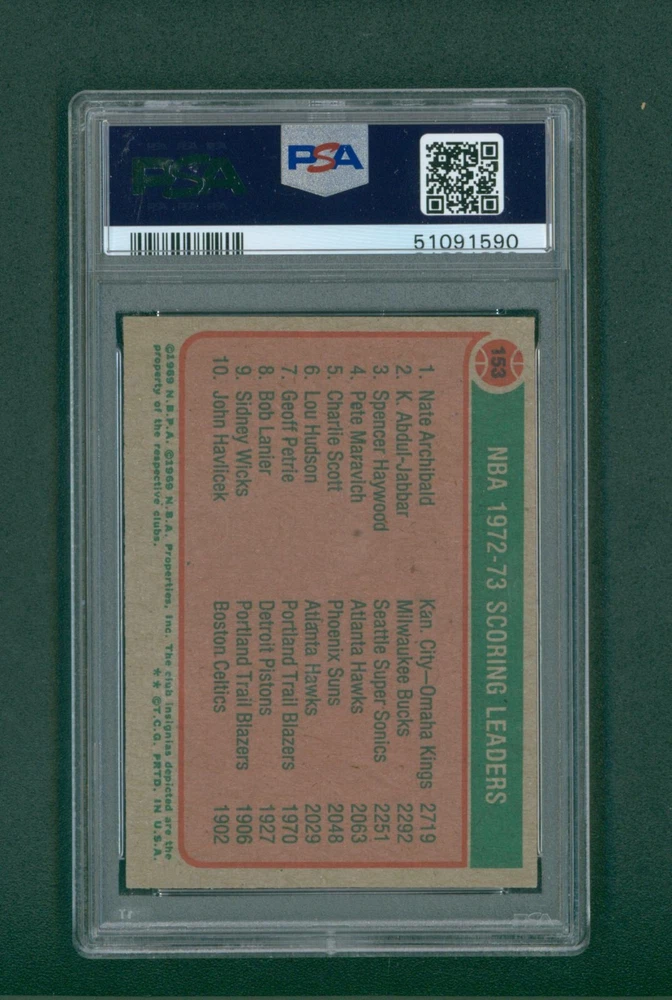 PSA
PSA
51091590
153
NBA 1972-73 SCORING LEADERS
1. Nate Archibald Kan. City—Omaha Kings 2719
2. K. Abdul-Jabbar Milwaukee Bucks 2292
3. Spencer Haywood Seattle Super Sonics 2251
4. Pete Maravich Atlanta Hawks 2063
5. Charlie Scott Phoenix Suns 2048
6. Lou Hudson Atlanta Hawks 2029
7. Geoff Petrie Portland Trail Blazers 1970
8. Bob Lanier Detroit Pistons 1927
9. Sidney Wicks Portland Trail Blazers 1906
10. John Havlicek Boston Celtics 1902
©1969 N.B.P.A. ©1969 N.B.A. Properties, Inc. The club insignias depicted are the
property of the respective clubs. ★★ ©T.C.G. PRTD. IN U.S.A.
PSA